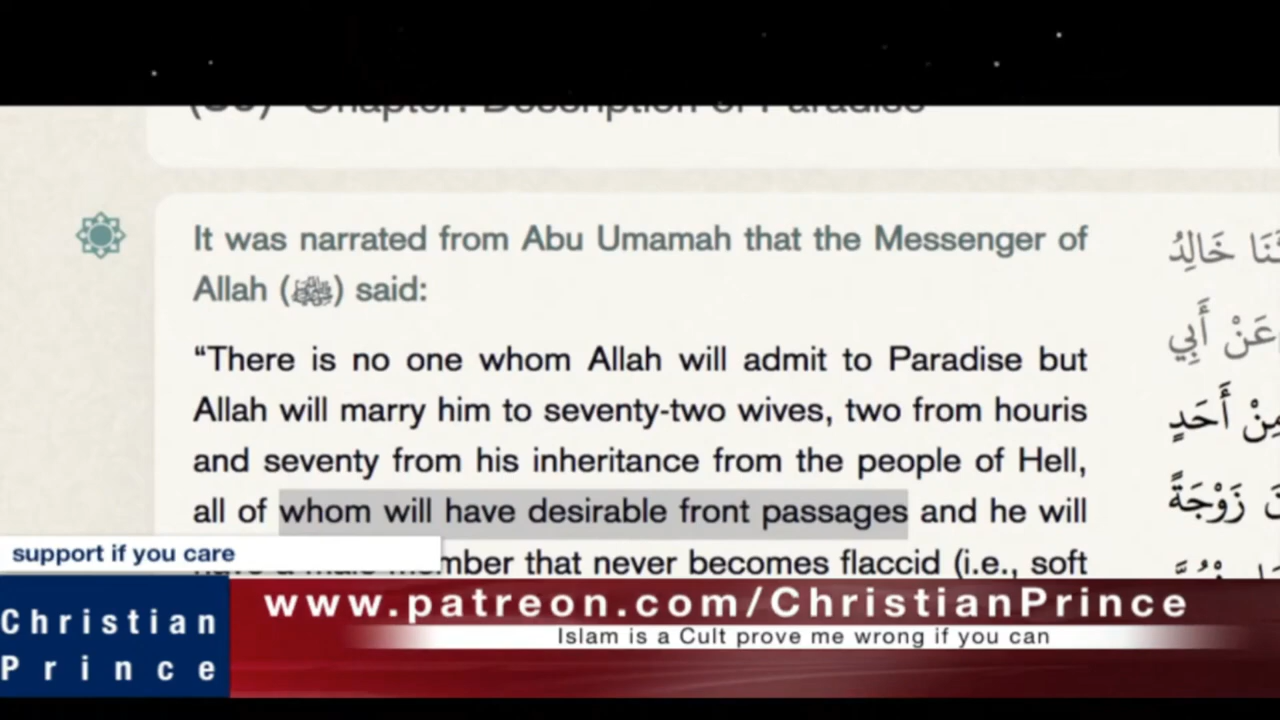 Chapter: Description of Paradise
It was narrated from Abu Umamah that the Messenger of
Allah (ﷺ) said:
“There is no one whom Allah will admit to Paradise but
Allah will marry him to seventy-two wives, two from houris
and seventy from his inheritance from the people of Hell,
all of whom will have desirable front passages and he will
have a male member that never becomes flaccid (i.e., soft
خَالِدُ
عَنْ أَبِي
مِنْ أَحَدٍ
زَوْجَةً
support if you care
Christian
Prince
www.patreon.com/ChristianPrince
Islam is a Cult prove me wrong if you can